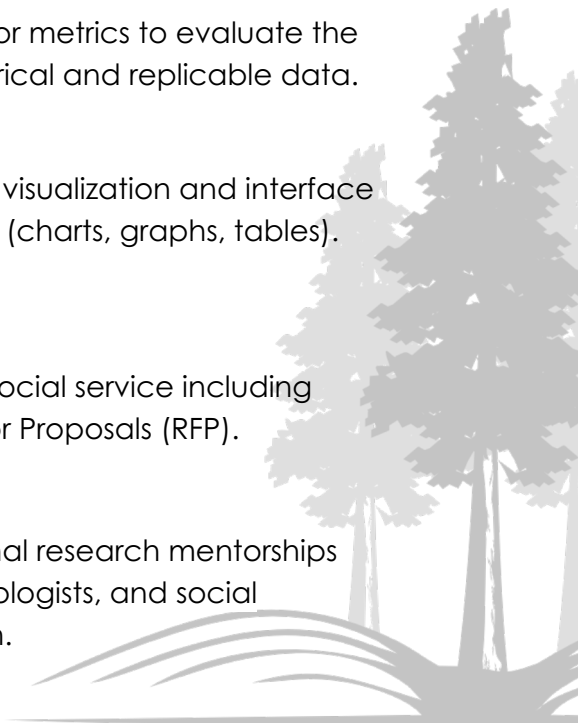 or metrics to evaluate the
rical and replicable data.
visualization and interface
(charts, graphs, tables).
ocial service including
r Proposals (RFP).
al research mentorships
ologists, and social